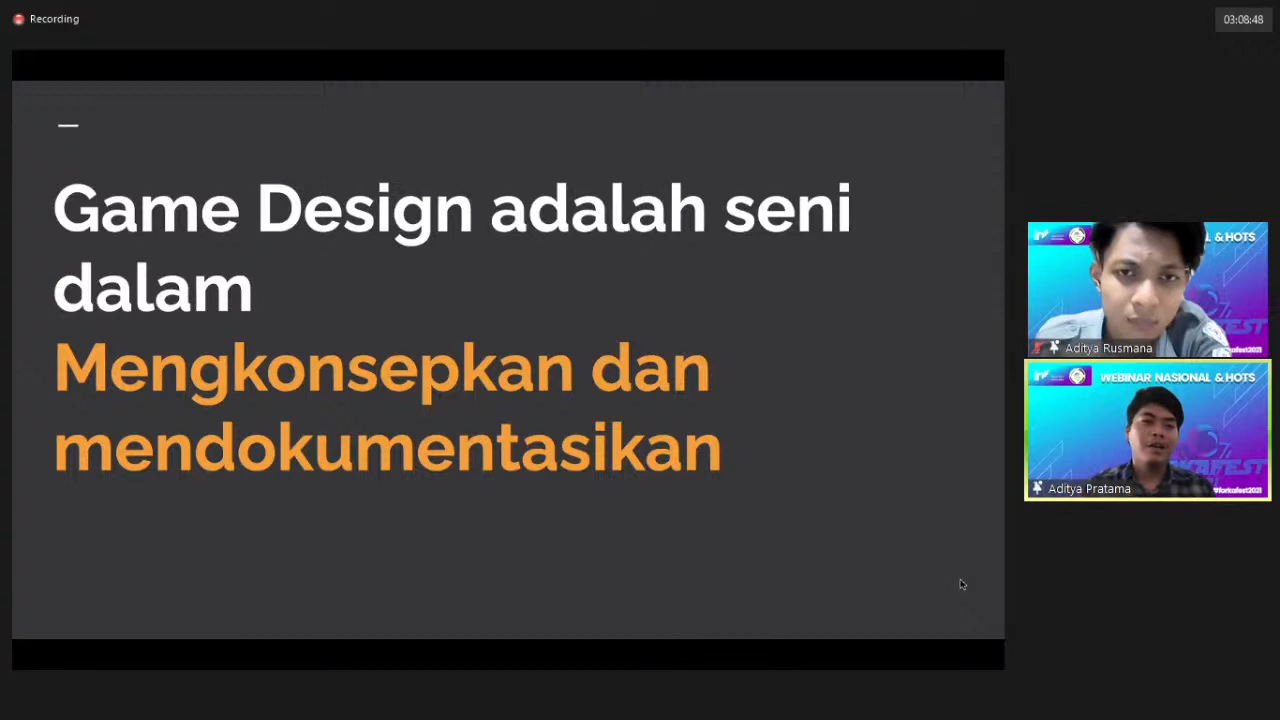 Recording
03:08:48
Game Design adalah seni
dalam
Mengkonsepkan dan
mendokumentasikan
L & HOTS
Aditya Rusmana
WEBINAR NASIONAL & HOTS
Aditya Pratama
#forkafest2021